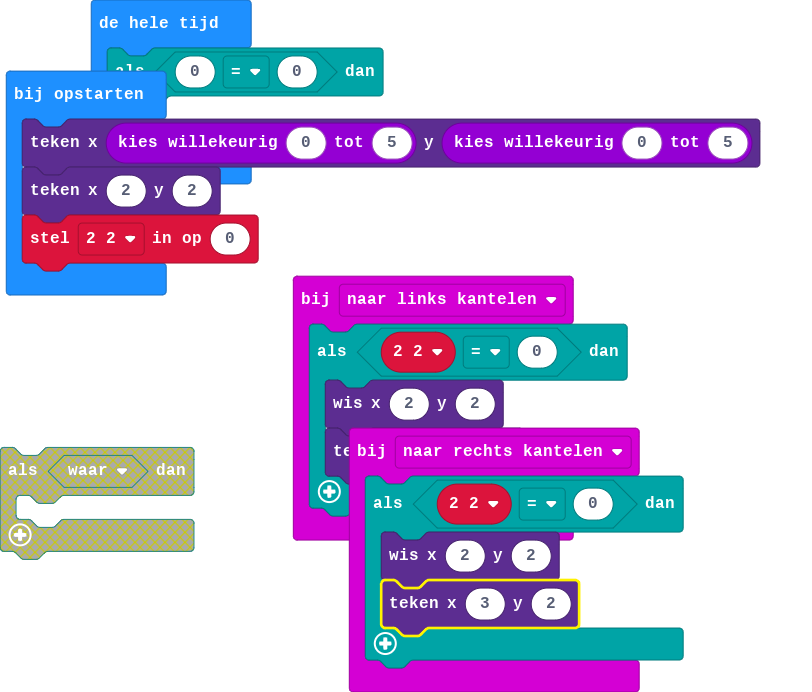 de hele tijd
als 0 = 0 dan
bij opstarten
teken x kies willekeurig 0 tot 5 y kies willekeurig 0 tot 5
teken x 2 y 2
stel 2 2 in op 0
bij naar links kantelen
als 2 2 = 0 dan
wis x 2 y 2
bij naar rechts kantelen
als waar dan
als 2 2 = 0 dan
wis x 2 y 2
teken x 3 y 2